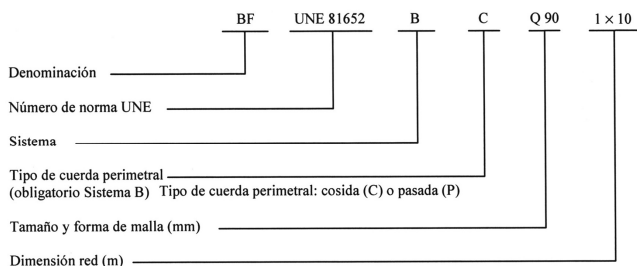 BF UNE 81652 B C Q 90 1 × 10
Denominación
Número de norma UNE
Sistema
Tipo de cuerda perimetral
(obligatorio Sistema B) Tipo de cuerda perimetral: cosida (C) o pasada (P)
Tamaño y forma de malla (mm)
Dimensión red (m)